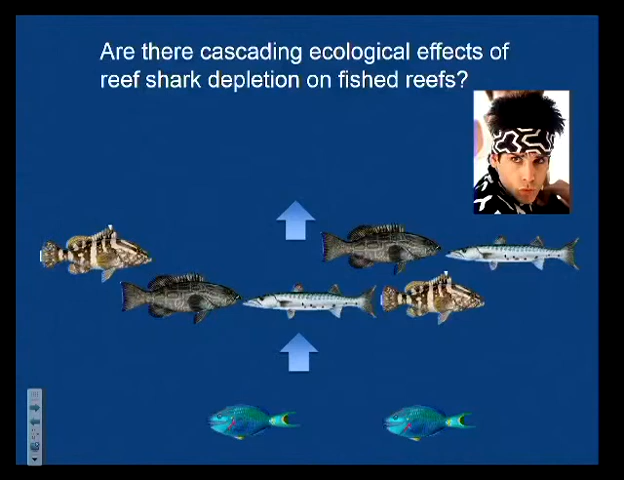 Are there cascading ecological effects of
reef shark depletion on fished reefs?